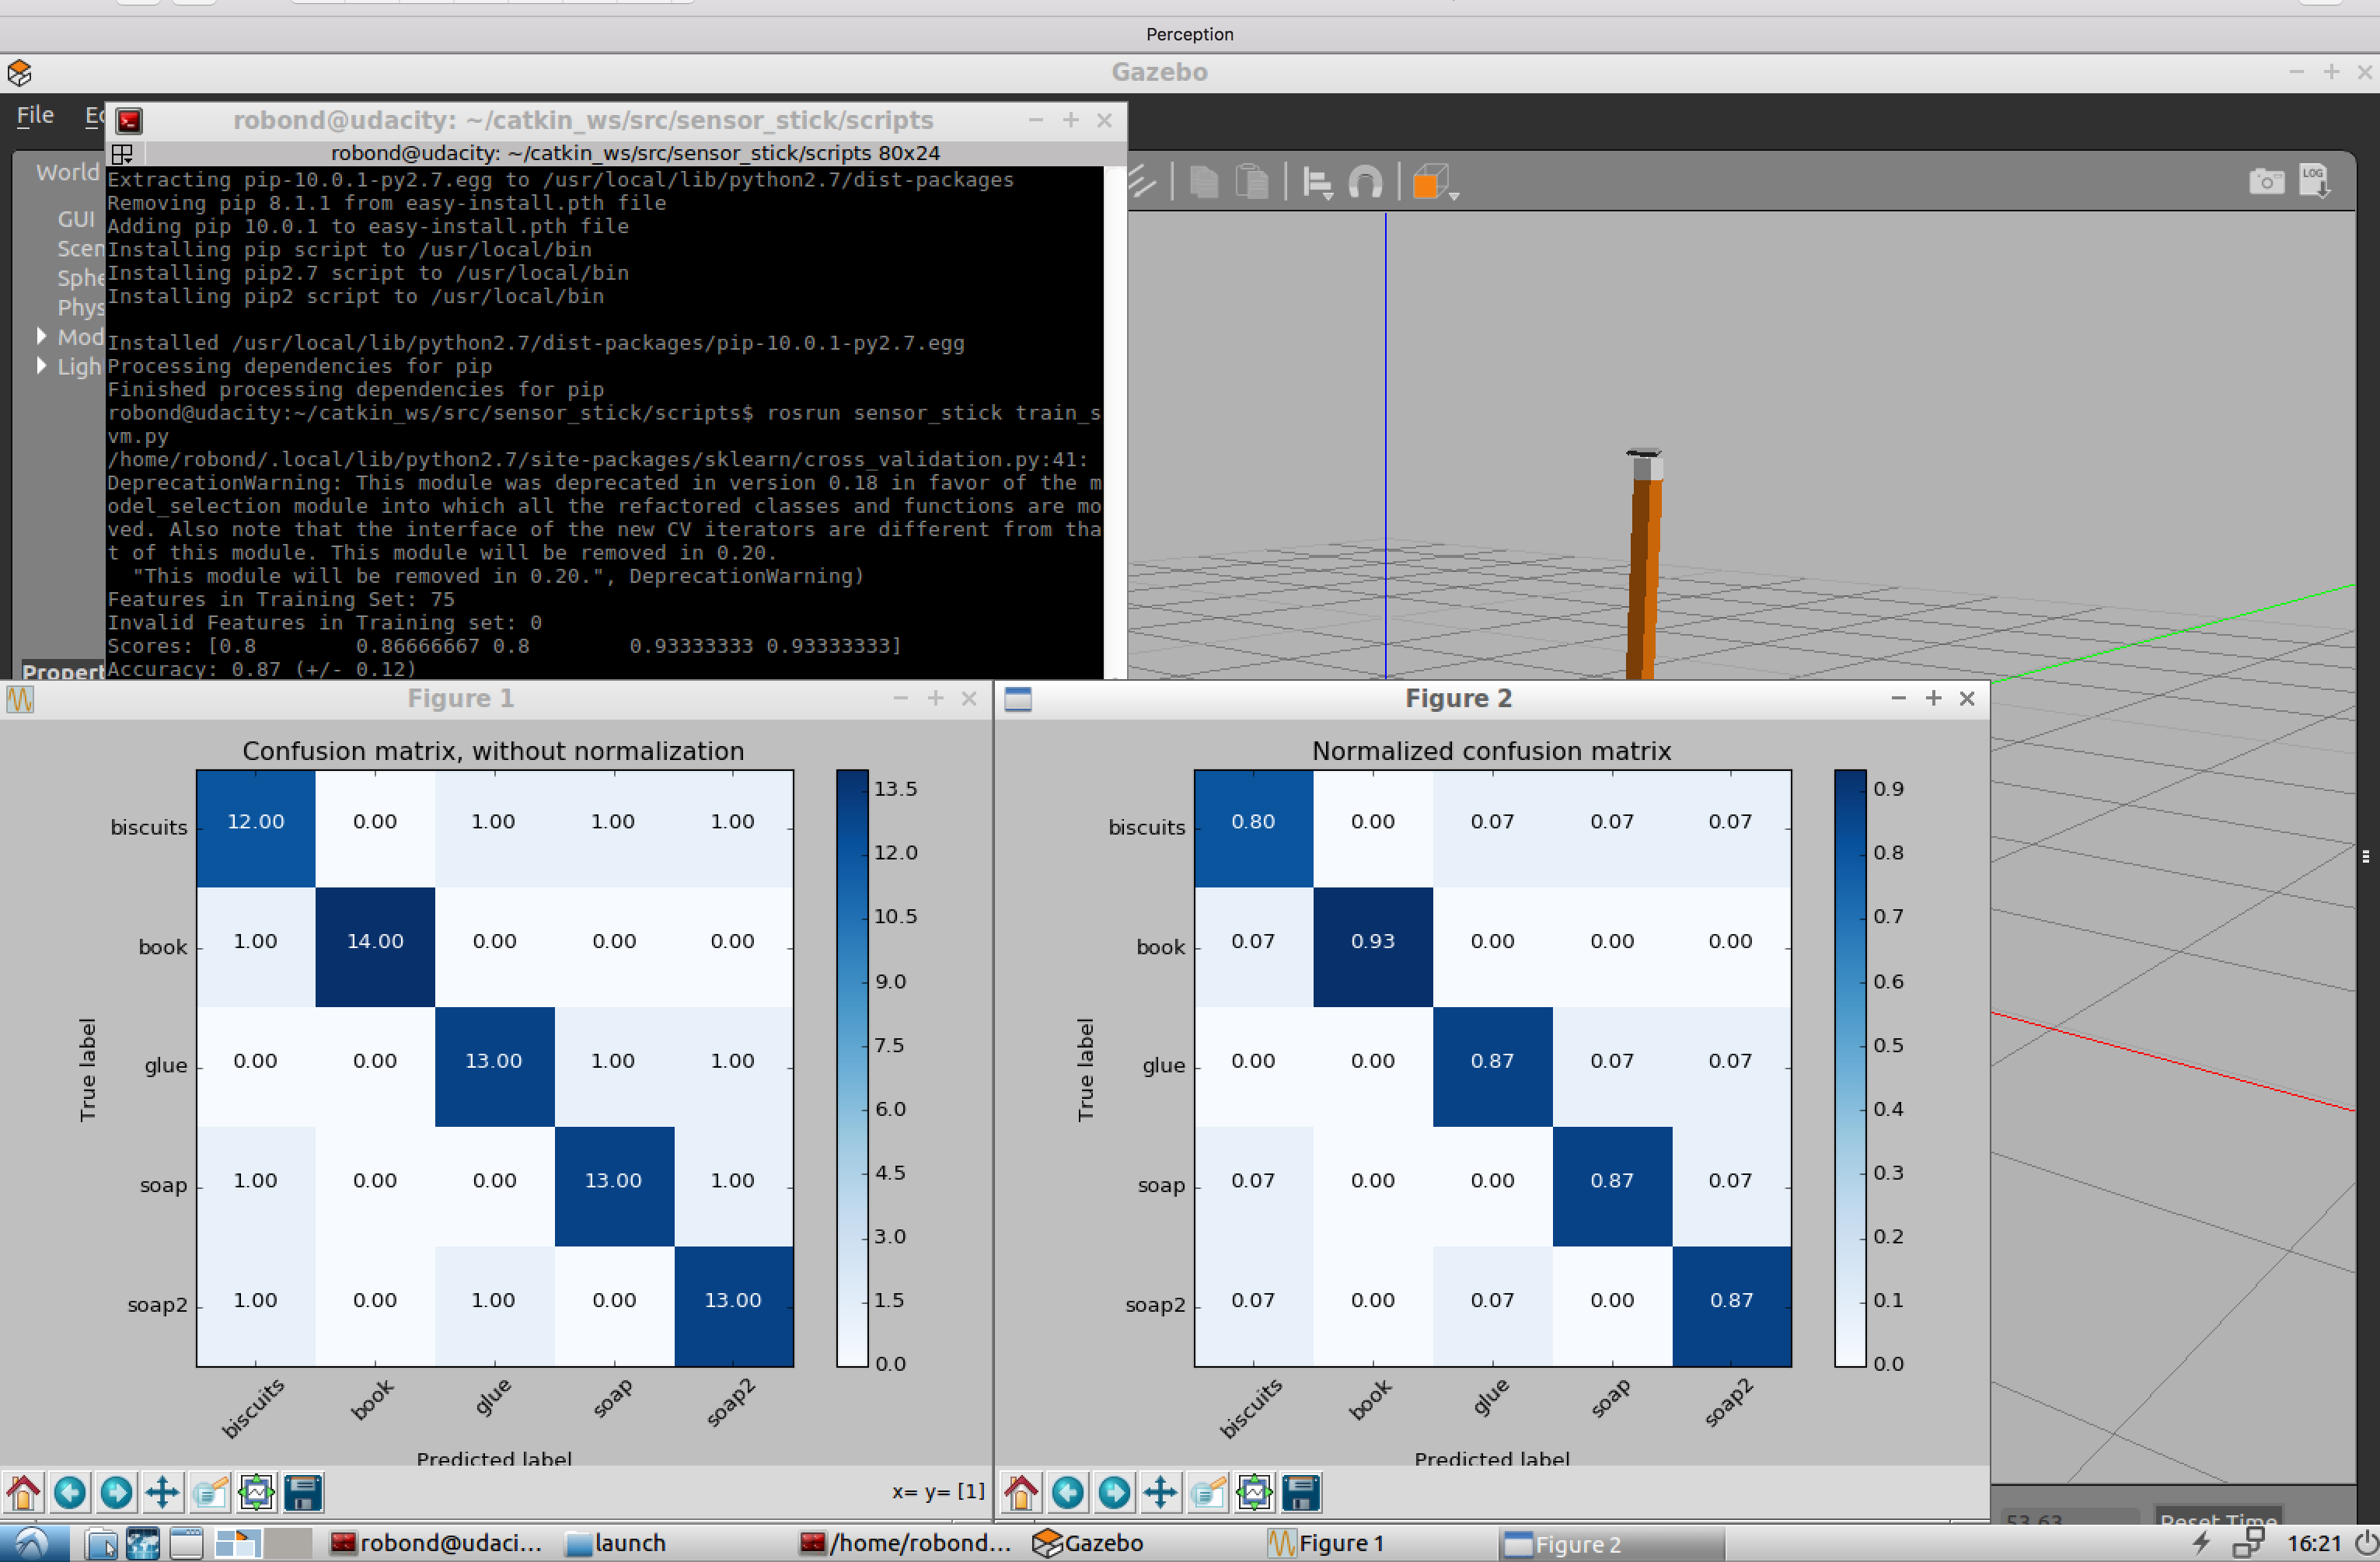 Perception
Gazebo
File
World
GUI
robond@udacity: ~/catkin_ws/src/sensor_stick/scripts
robond@udacity: ~/catkin_ws/src/sensor_stick/scripts 80x24
Extracting pip-10.0.1-py2.7.egg to /usr/local/lib/python2.7/dist-packages
Removing pip 8.1.1 from easy-install.pth file
Adding pip 10.0.1 to easy-install.pth file
Installing pip script to /usr/local/bin
Installing pip2.7 script to /usr/local/bin
Installing pip2 script to /usr/local/bin
Installed /usr/local/lib/python2.7/dist-packages/pip-10.0.1-py2.7.egg
Processing dependencies for pip
Finished processing dependencies for pip
robond@udacity:~/catkin_ws/src/sensor_stick/scripts$ rosrun sensor_stick train_s
vm.py
/home/robond/.local/lib/python2.7/site-packages/sklearn/cross_validation.py:41:
DeprecationWarning: This module was deprecated in version 0.18 in favor of the m
odel_selection module into which all the refactored classes and functions are mo
ved. Also note that the interface of the new CV iterators are different from tha
t of this module. This module will be removed in 0.20.
"This module will be removed in 0.20.", DeprecationWarning)
Features in Training Set: 75
Invalid Features in Training set: 0
Scores: [0.8 0.86666667 0.8 0.93333333 0.93333333]
Accuracy: 0.87 (+/- 0.12)
LOG
Figure 1
Confusion matrix, without normalization
biscuits 12.00 0.00 1.00 1.00 1.00
book 1.00 14.00 0.00 0.00 0.00
glue 0.00 0.00 13.00 1.00 1.00
soap 1.00 0.00 0.00 13.00 1.00
soap2 1.00 0.00 1.00 0.00 13.00
True label
biscuits book glue soap soap2
Predicted label
13.5
12.0
10.5
9.0
7.5
6.0
4.5
3.0
1.5
0.0
x= y= [1]
Figure 2
Normalized confusion matrix
biscuits 0.80 0.00 0.07 0.07 0.07
book 0.07 0.93 0.00 0.00 0.00
glue 0.00 0.00 0.87 0.07 0.07
soap 0.07 0.00 0.00 0.87 0.07
soap2 0.07 0.00 0.07 0.00 0.87
True label
biscuits book glue soap soap2
Predicted label
0.9
0.8
0.7
0.6
0.5
0.4
0.3
0.2
0.1
0.0
53.63 Reset Time
robond@udaci... launch /home/robond... Gazebo Figure 1 Figure 2 16:21